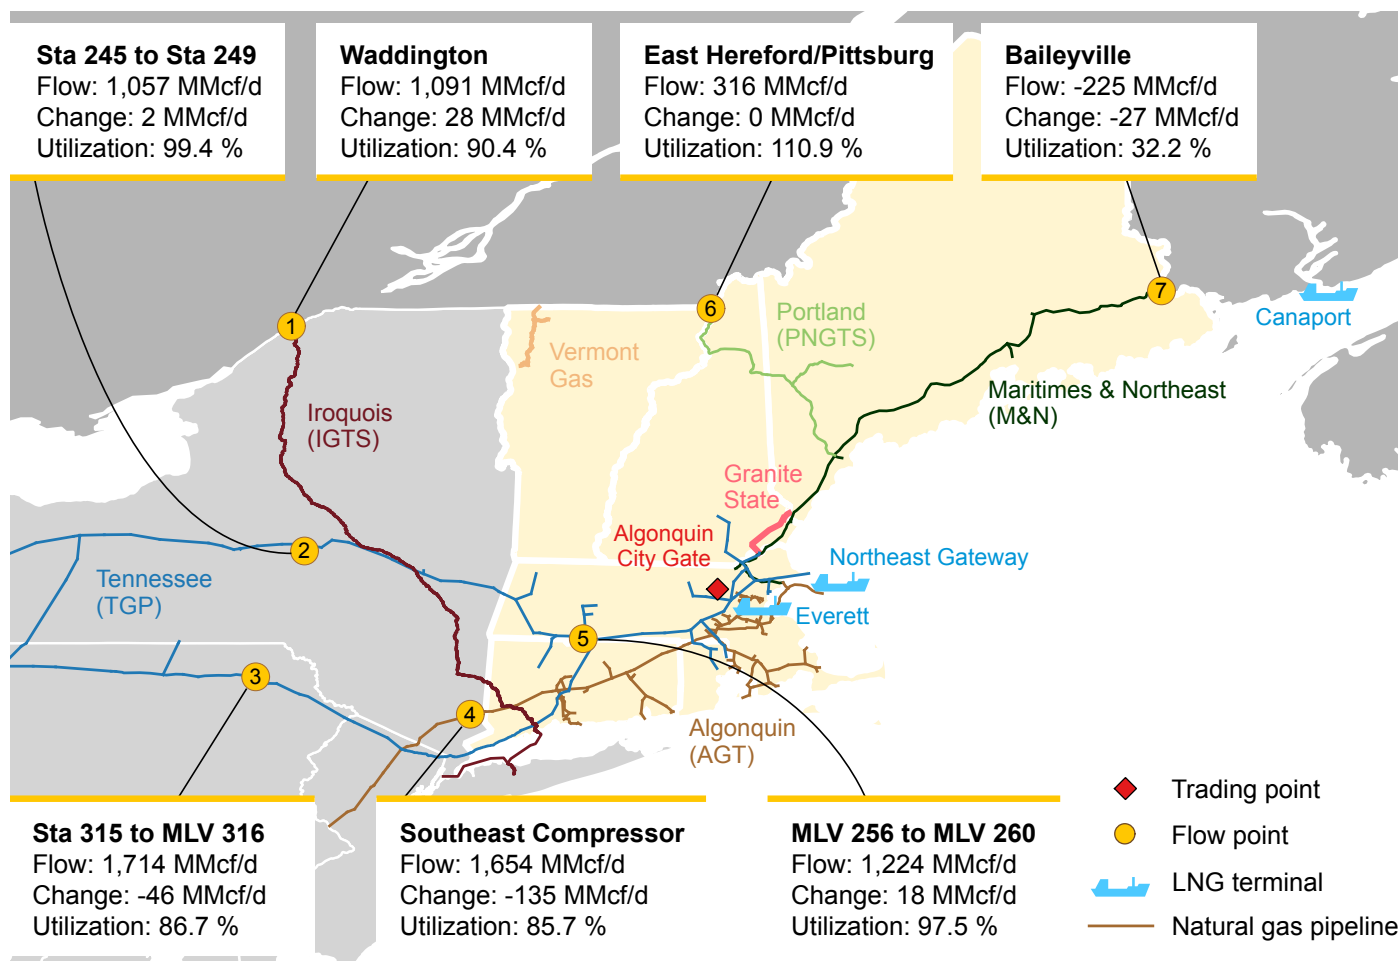 Sta 245 to Sta 249
Flow: 1,057 MMcf/d
Change: 2 MMcf/d
Utilization: 99.4 %
Waddington
Flow: 1,091 MMcf/d
Change: 28 MMcf/d
Utilization: 90.4 %
East Hereford/Pittsburg
Flow: 316 MMcf/d
Change: 0 MMcf/d
Utilization: 110.9 %
Baileyville
Flow: -225 MMcf/d
Change: -27 MMcf/d
Utilization: 32.2 %
1
6
7
Portland
(PNGTS)
Canaport
Vermont
Gas
Maritimes & Northeast
(M&N)
Iroquois
(IGTS)
Granite
State
Algonquin
City Gate
2
Northeast Gateway
Tennessee
(TGP)
Everett
5
3
4
Algonquin
(AGT)
Sta 315 to MLV 316
Flow: 1,714 MMcf/d
Change: -46 MMcf/d
Utilization: 86.7 %
Southeast Compressor
Flow: 1,654 MMcf/d
Change: -135 MMcf/d
Utilization: 85.7 %
MLV 256 to MLV 260
Flow: 1,224 MMcf/d
Change: 18 MMcf/d
Utilization: 97.5 %
Trading point
Flow point
LNG terminal
Natural gas pipeline